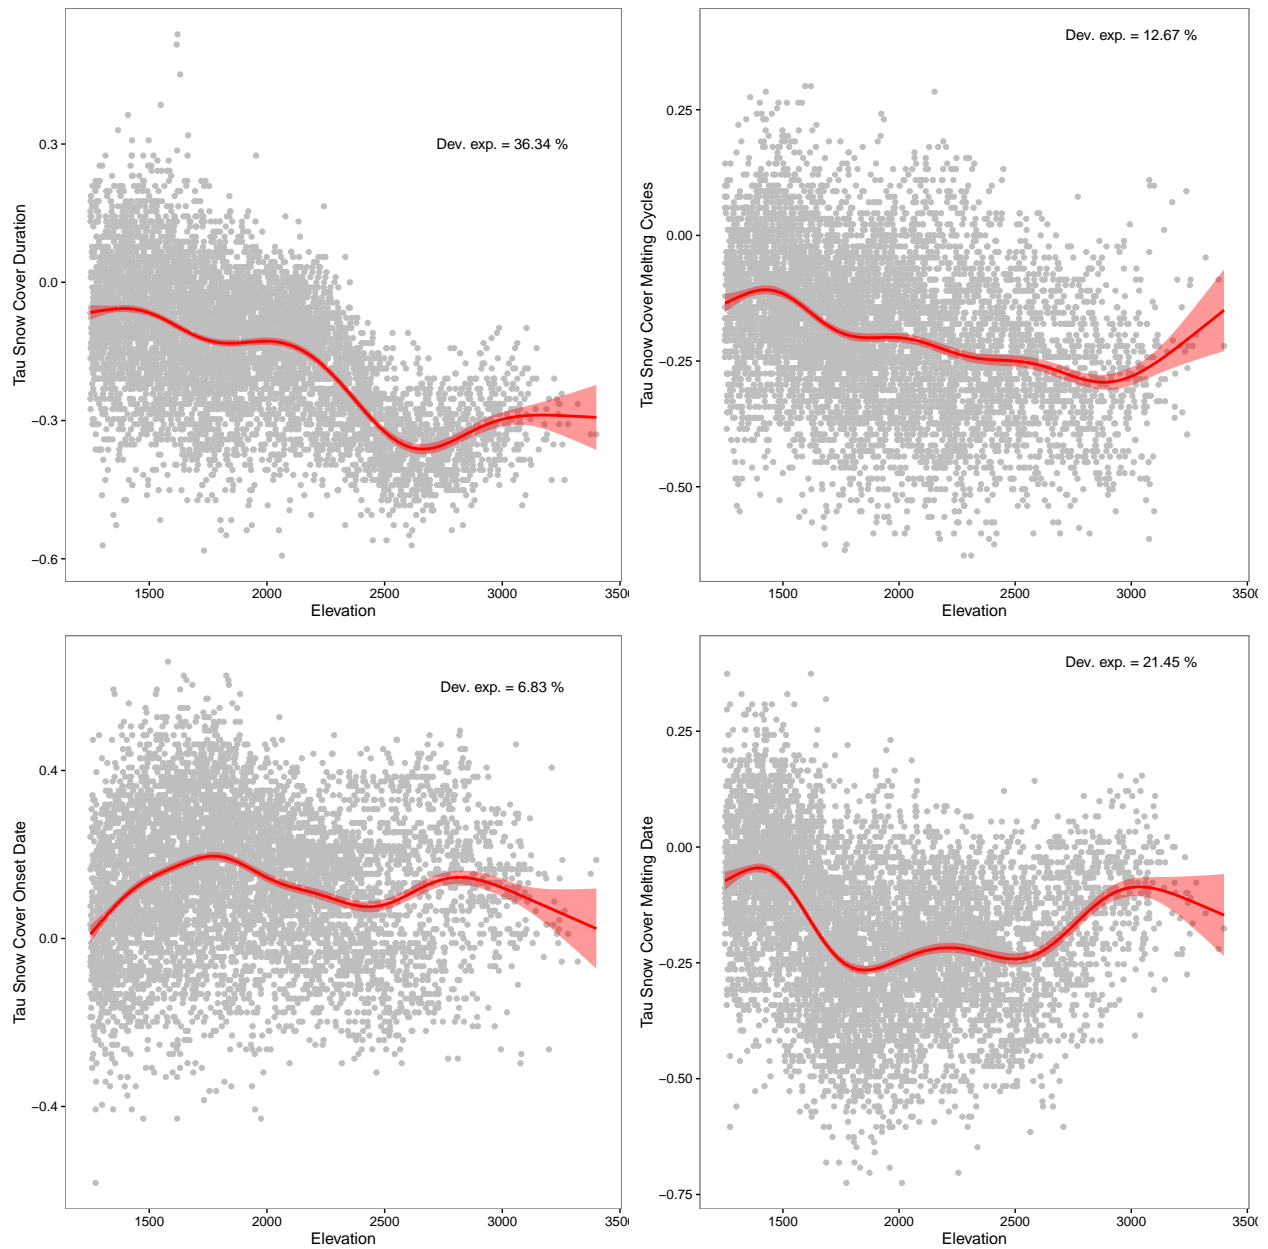 Dev. exp. = 36.34 %
Tau Snow Cover Duration
0.3
0.0
−0.3
−0.6
1500 2000 2500 3000 350
Elevation
Dev. exp. = 12.67 %
Tau Snow Cover Melting Cycles
0.25
0.00
−0.25
−0.50
1500 2000 2500 3000 3500
Elevation
Dev. exp. = 6.83 %
Tau Snow Cover Onset Date
0.4
0.0
−0.4
1500 2000 2500 3000 350
Elevation
Dev. exp. = 21.45 %
Tau Snow Cover Melting Date
0.25
0.00
−0.25
−0.50
−0.75
1500 2000 2500 3000 3500
Elevation